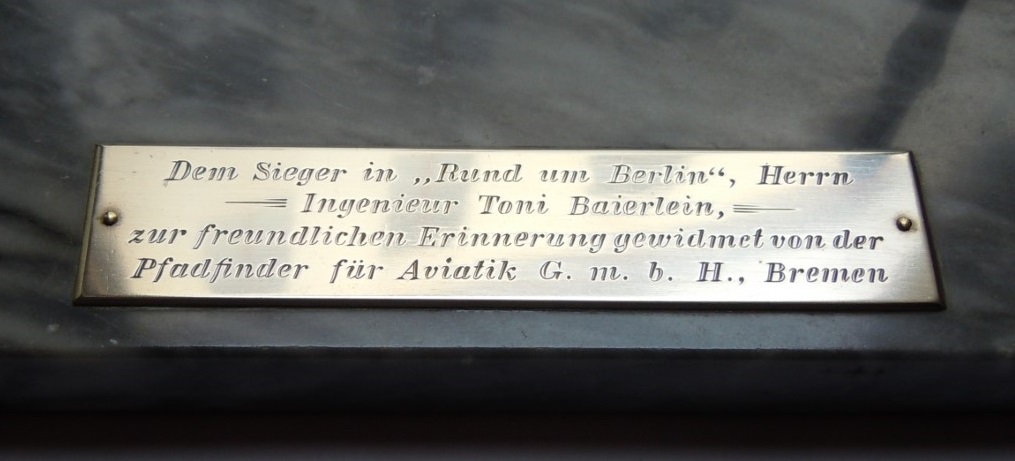 Dem Sieger in „Rund um Berlin“, Herrn
Ingenieur Toni Baierlein,
zur freundlichen Erinnerung gewidmet von der
Pfadfinder für Aviatik G. m. b. H., Bremen